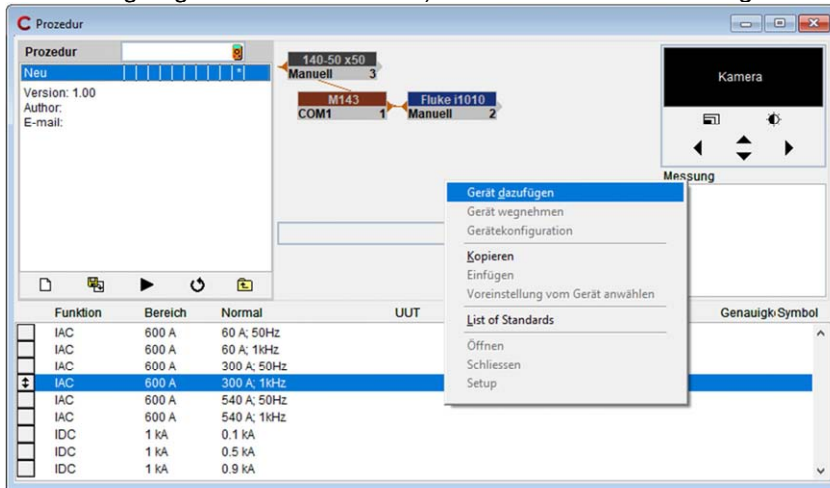 Prozedur
Prozedur
Neu
Version: 1.00
Author:
E-mail:
140-50 x50
Manuell 3
M143
COM1 1
Fluke i1010
Manuell 2
Kamera
Messung
Gerät dazufügen
Gerät wegnehmen
Gerätekonfiguration
Kopieren
Einfügen
Voreinstellung vom Gerät anwählen
List of Standards
Öffnen
Schliessen
Setup
Funktion Bereich Normal UUT Genauigk Symbol
IAC 600 A 60 A; 50Hz
IAC 600 A 60 A; 1kHz
IAC 600 A 300 A; 50Hz
IAC 600 A 300 A; 1kHz
IAC 600 A 540 A; 50Hz
IAC 600 A 540 A; 1kHz
IDC 1 kA 0.1 kA
IDC 1 kA 0.5 kA
IDC 1 kA 0.9 kA